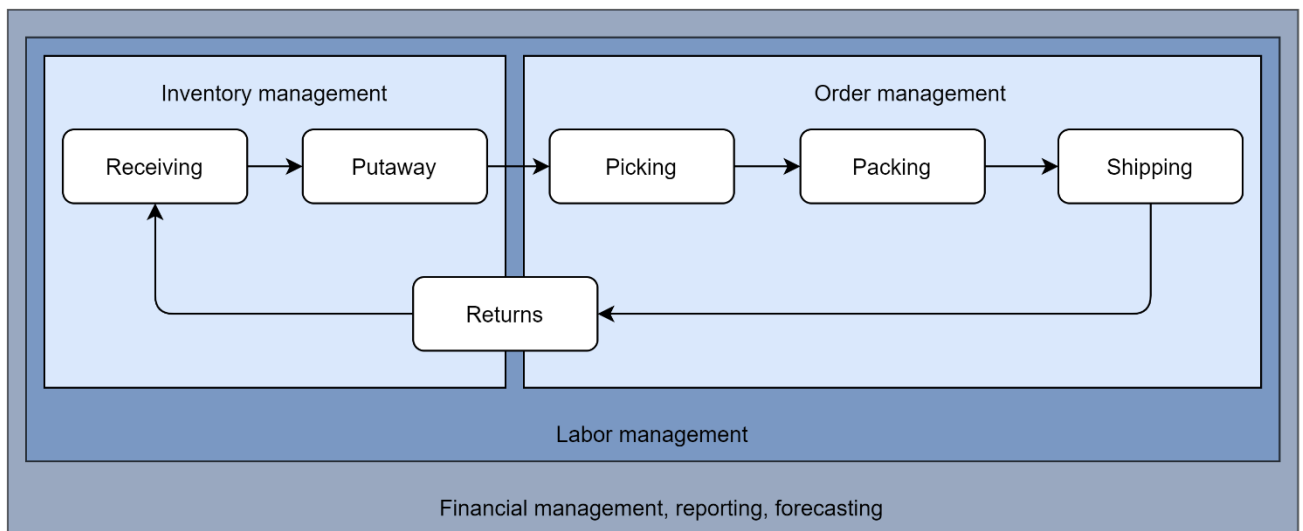 Inventory management
Order management
Receiving
Putaway
Picking
Packing
Shipping
Returns
Labor management
Financial management, reporting, forecasting